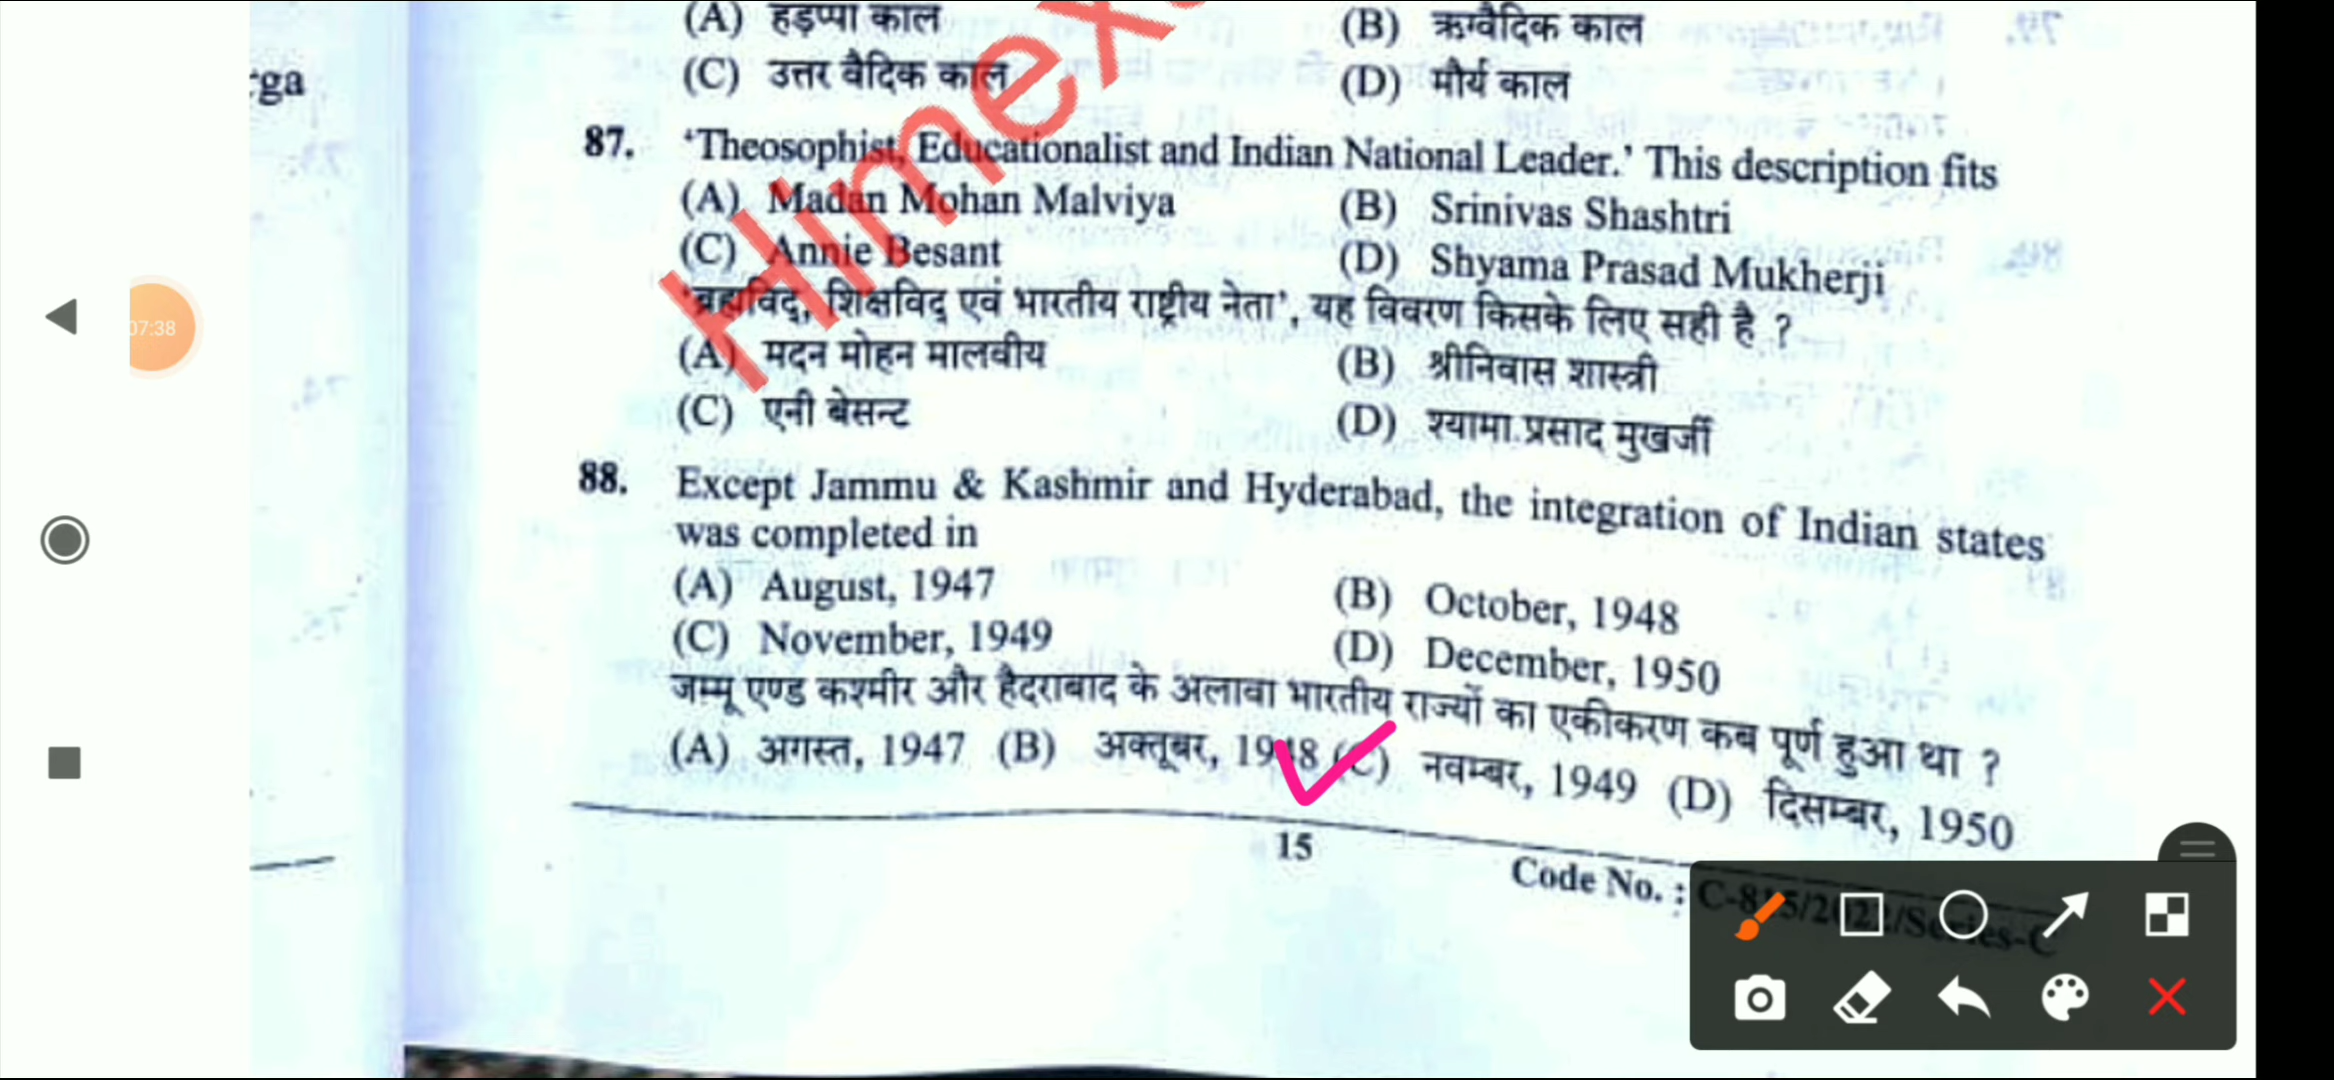 (A) हड़प्पा काल (B) ऋग्वैदिक काल
(C) उत्तर वैदिक काल (D) मौर्य काल
87. 'Theosophist, Educationalist and Indian National Leader.' This description fits
(A) Madan Mohan Malviya (B) Srinivas Shashtri
(C) Annie Besant (D) Shyama Prasad Mukherji
'ब्रह्मविद्, शिक्षविद् एवं भारतीय राष्ट्रीय नेता', यह विवरण किसके लिए सही है ?
(A) मदन मोहन मालवीय (B) श्रीनिवास शास्त्री
(C) एनी बेसन्ट (D) श्यामा प्रसाद मुखर्जी
88. Except Jammu & Kashmir and Hyderabad, the integration of Indian states
was completed in
(A) August, 1947 (B) October, 1948
(C) November, 1949 (D) December, 1950
जम्मू एण्ड कश्मीर और हैदराबाद के अलावा भारतीय राज्यों का एकीकरण कब पूर्ण हुआ था ?
(A) अगस्त, 1947 (B) अक्तूबर, 1948 (C) नवम्बर, 1949 (D) दिसम्बर, 1950
15
Code No. : C-815/2022/Series-C
07:38